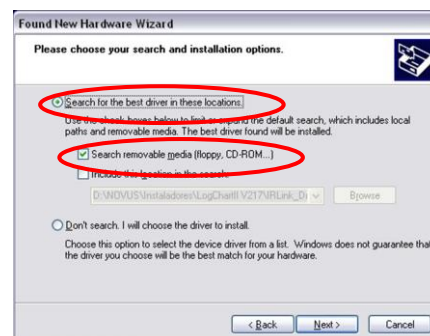 Found New Hardware Wizard
Please choose your search and installation options.
Search for the best driver in these locations.
Use the check boxes below to limit or expand the default search, which includes local
paths and removable media. The best driver found will be installed.
Search removable media (floppy, CD-ROM...)
Include this location in the search:
D:\NOVUS\Instaladores\LogChartII V217\IRLink_D
Browse
Don't search. I will choose the driver to install.
Choose this option to select the device driver from a list. Windows does not guarantee that
the driver you choose will be the best match for your hardware.
< Back
Next >
Cancel